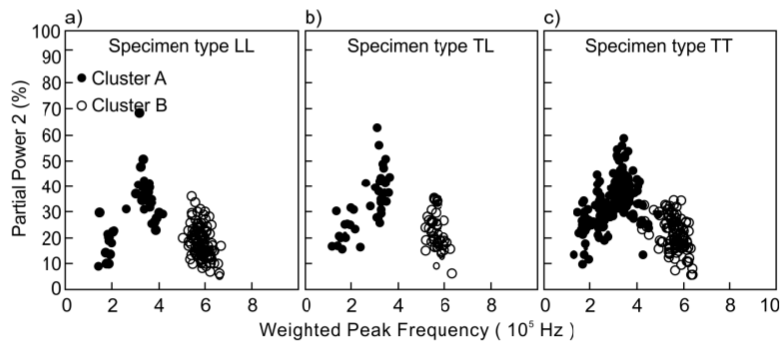 a)
b)
c)
Specimen type LL
Specimen type TL
Specimen type TT
Cluster A
Cluster B
Partial Power 2 (%)
100
90
80
70
60
50
40
30
20
10
0
0 2 4 6 8
0 2 4 6 8
0 2 4 6 8 10
Weighted Peak Frequency ( 10⁵ Hz )